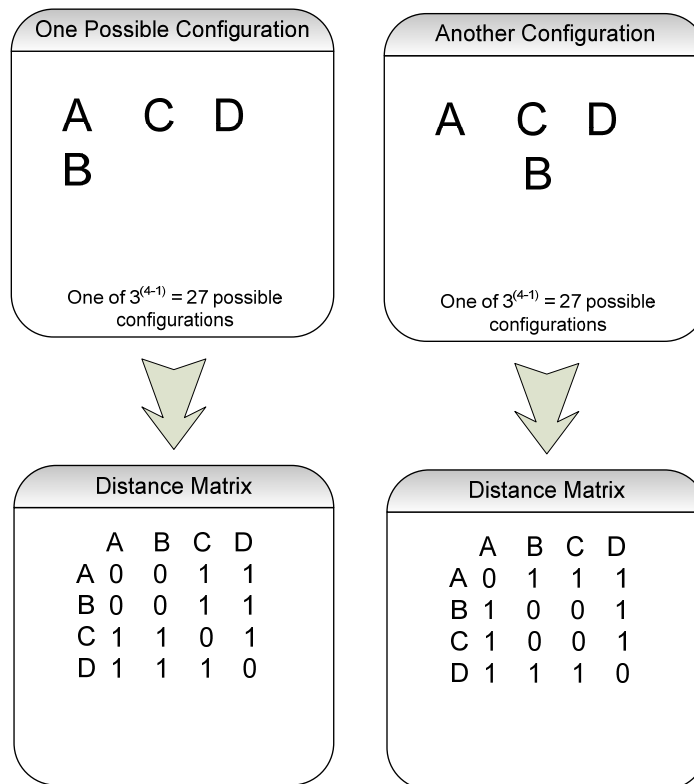 One Possible Configuration
A C D
B
One of 3^(4-1) = 27 possible
configurations
Another Configuration
A C D
B
One of 3^(4-1) = 27 possible
configurations
Distance Matrix
A B C D
A 0 0 1 1
B 0 0 1 1
C 1 1 0 1
D 1 1 1 0
Distance Matrix
A B C D
A 0 1 1 1
B 1 0 0 1
C 1 0 0 1
D 1 1 1 0